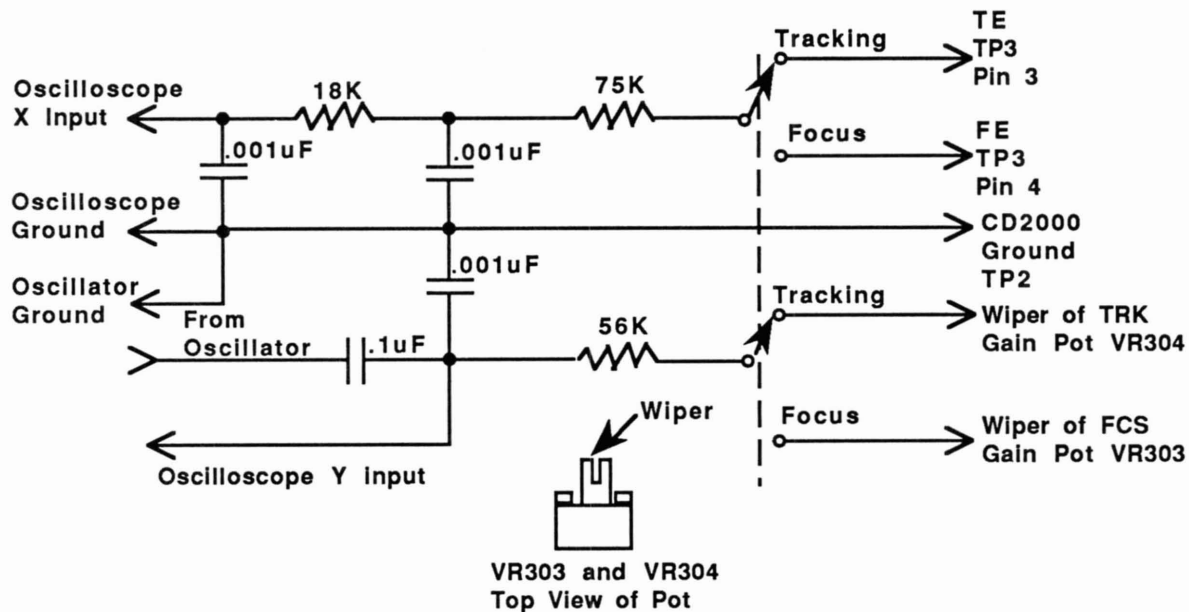 TE
TP3
Pin 3
Tracking
Oscilloscope
X Input
18K
75K
.001uF
.001uF
Focus
FE
TP3
Pin 4
Oscilloscope
Ground
CD2000
Ground
TP2
.001uF
Oscillator
Ground
From
Oscillator
.1uF
56K
Tracking
Wiper of TRK
Gain Pot VR304
Wiper
Focus
Wiper of FCS
Gain Pot VR303
Oscilloscope Y Input
VR303 and VR304
Top View of Pot